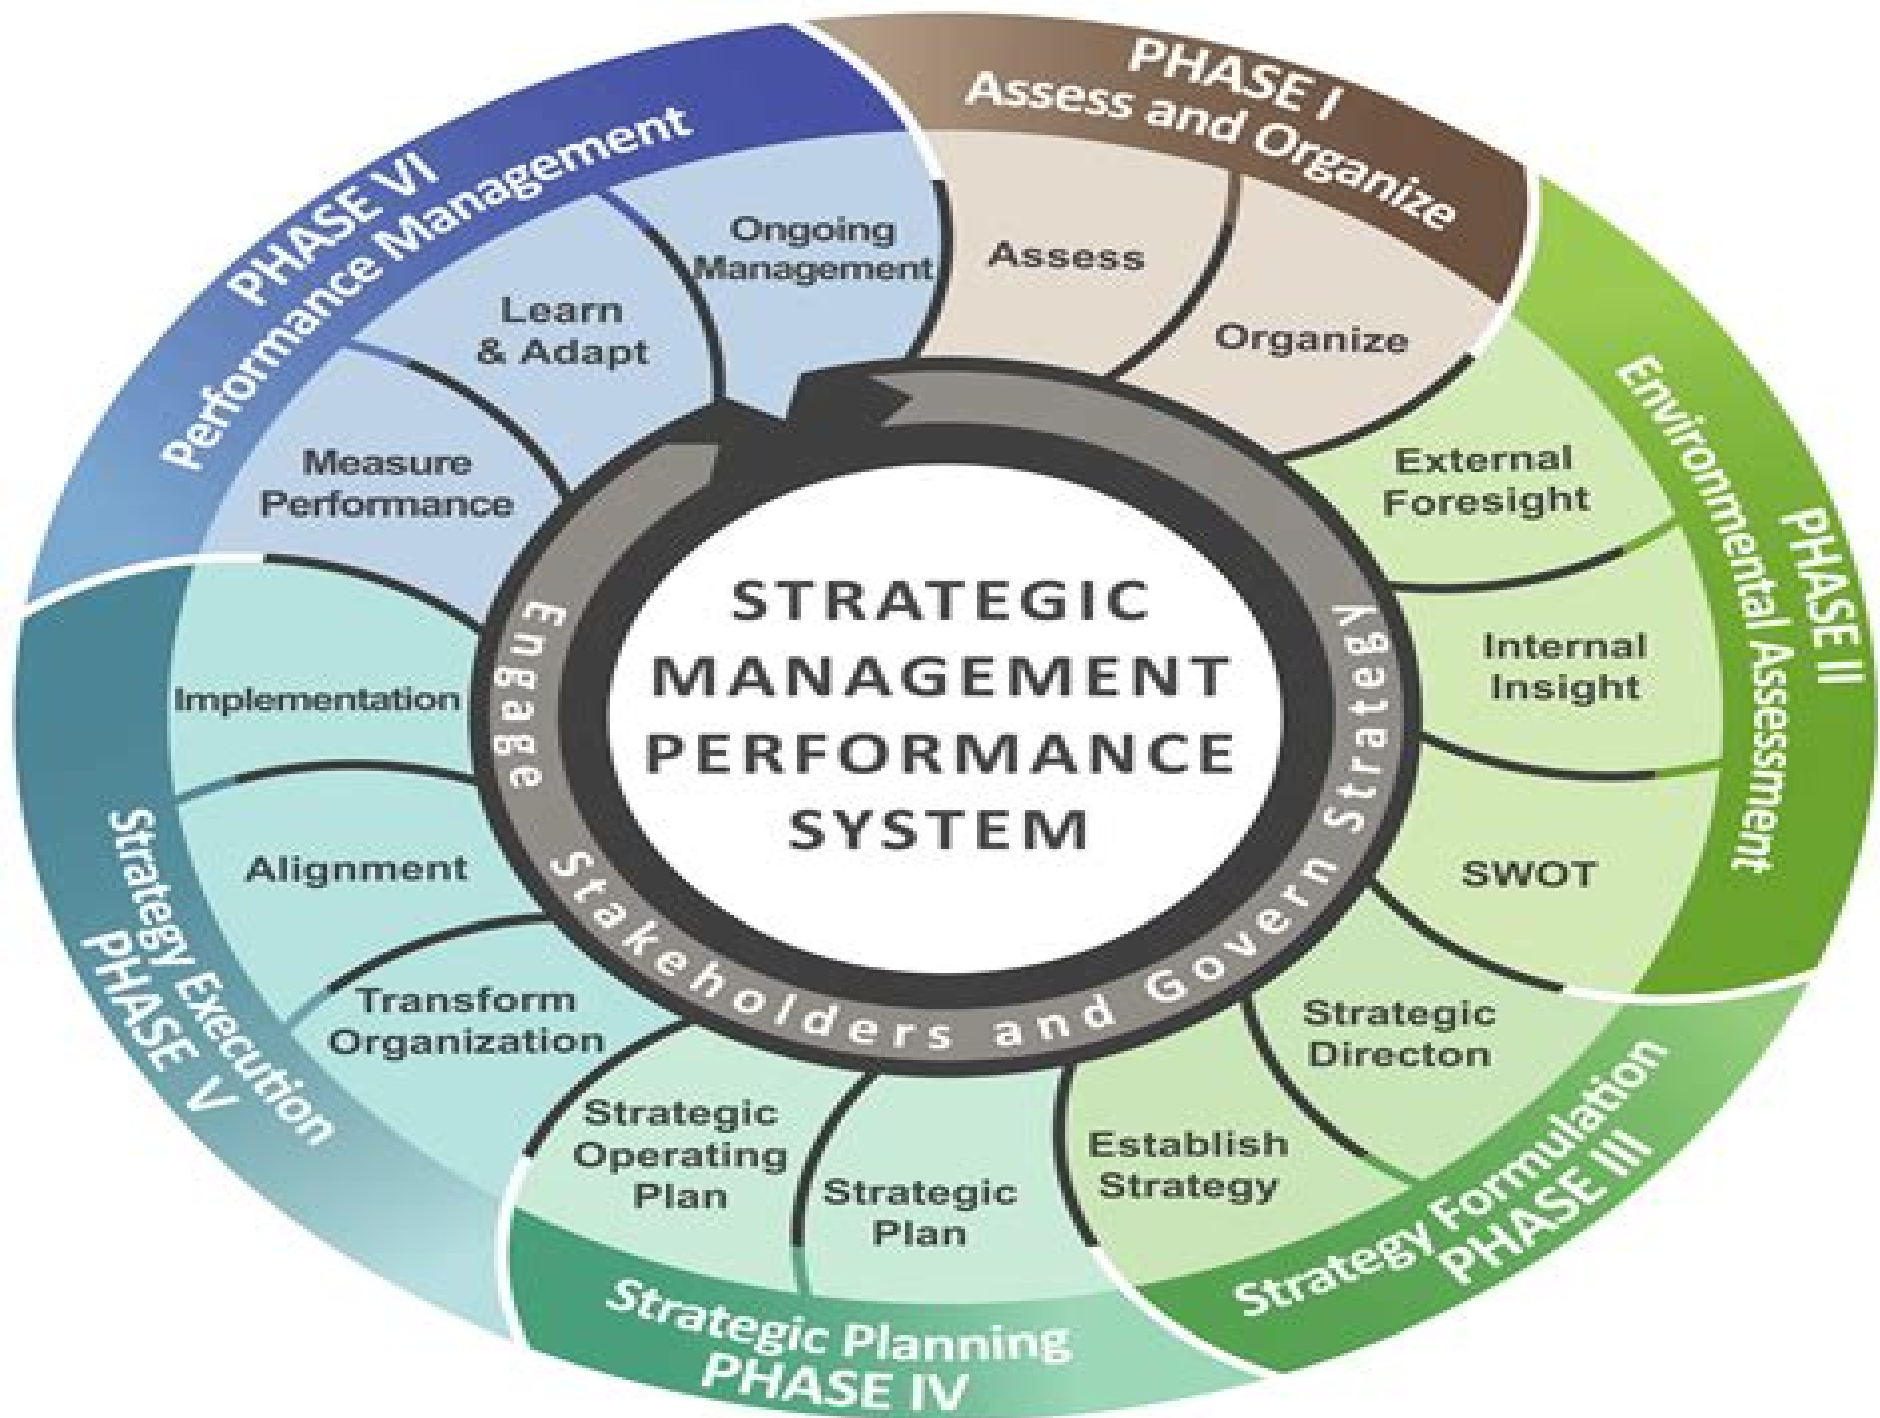 PHASE I
Assess and Organize
Assess
Organize
PHASE II
Environmental Assessment
External
Foresight
Internal
Insight
SWOT
Strategy Formulation
PHASE III
Strategic
Directon
Establish
Strategy
Strategic Planning
PHASE IV
Strategic
Plan
Strategic
Operating
Plan
Strategy Execution
PHASE V
Transform
Organization
Alignment
Implementation
PHASE VI
Performance Management
Measure
Performance
Learn
& Adapt
Ongoing
Management
Engage Stakeholders and Govern Strategy
STRATEGIC
MANAGEMENT
PERFORMANCE
SYSTEM